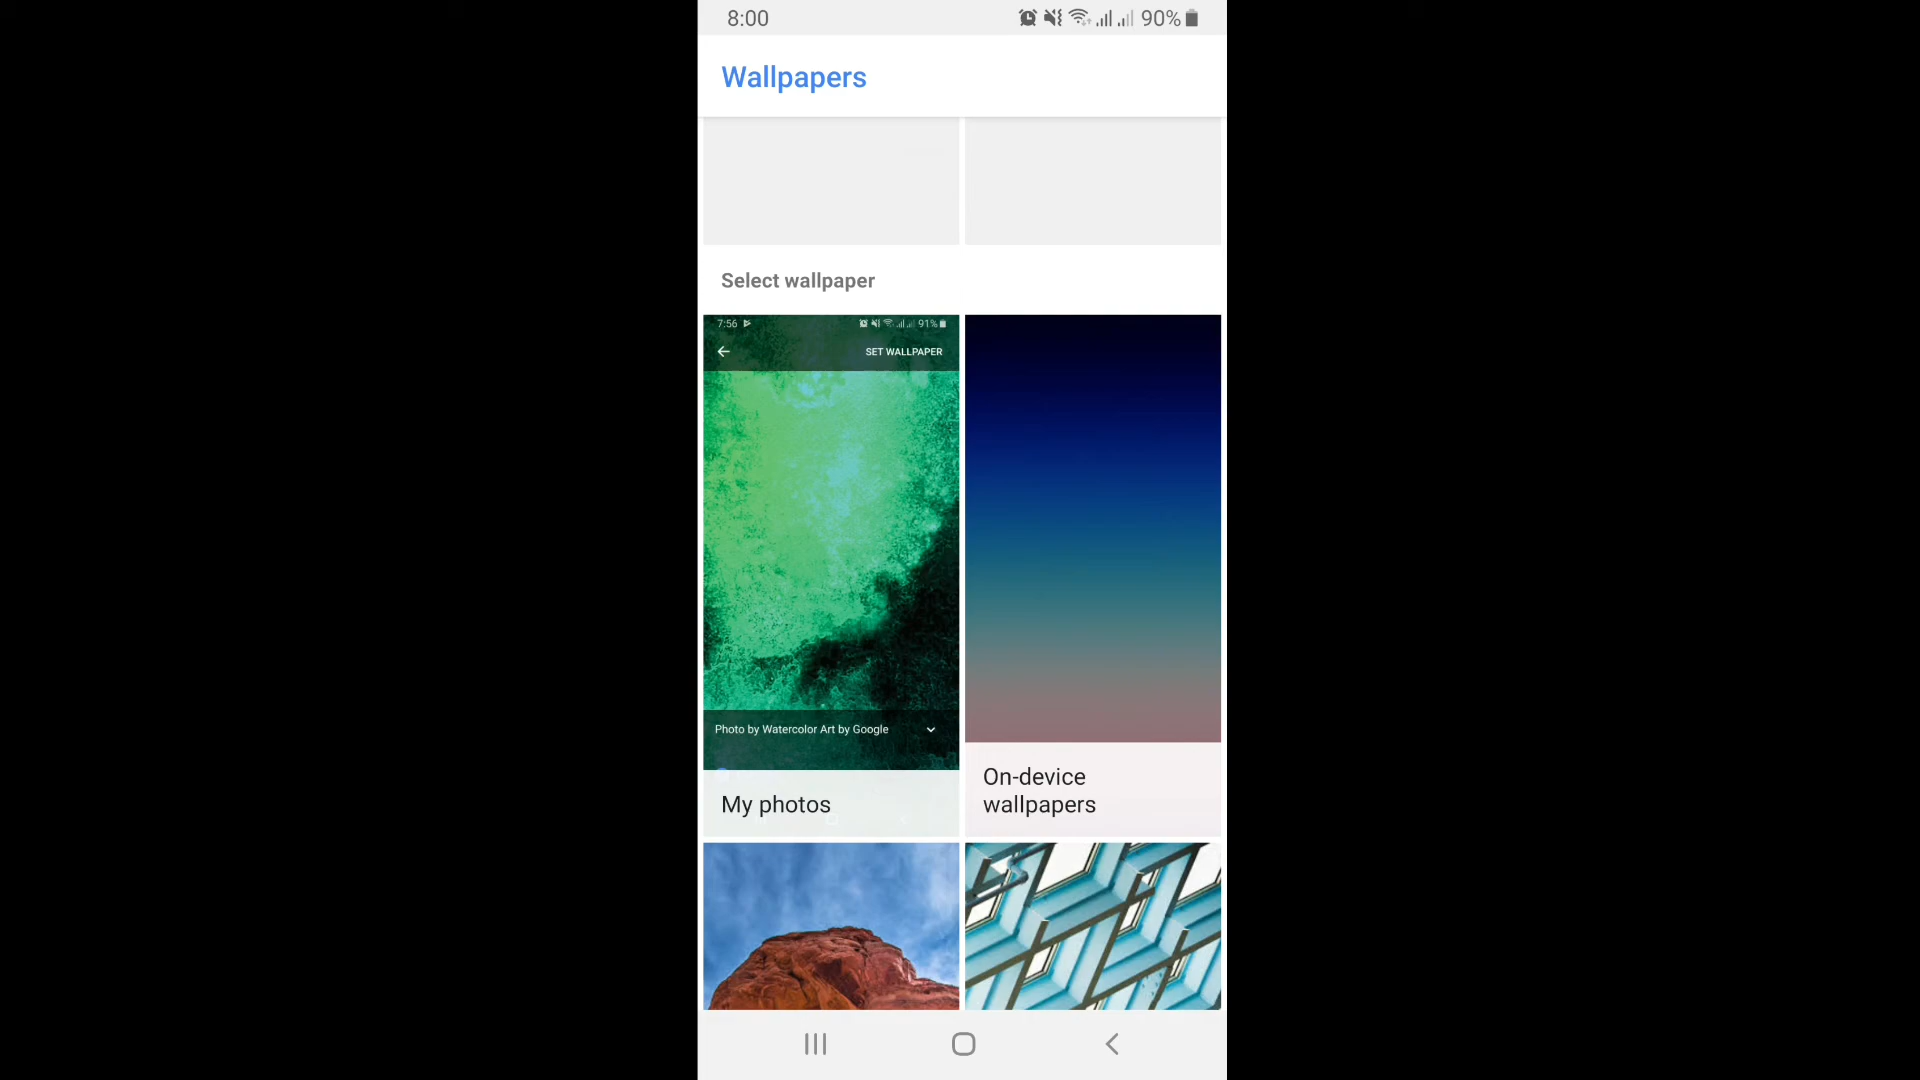 8:00 90%
Wallpapers
Select wallpaper
7:56 91%
SET WALLPAPER
Photo by Watercolor Art by Google
My photos
On-device
wallpapers